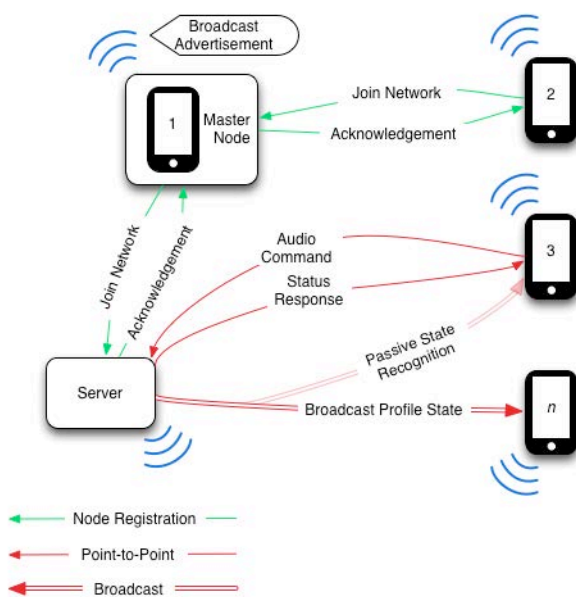 Broadcast
Advertisement
1
Master
Node
Join Network
Acknowledgement
2
Join Network
Acknowledgement
Audio
Command
Status
Response
3
Passive State
Recognition
Server
Broadcast Profile State
n
Node Registration
Point-to-Point
Broadcast